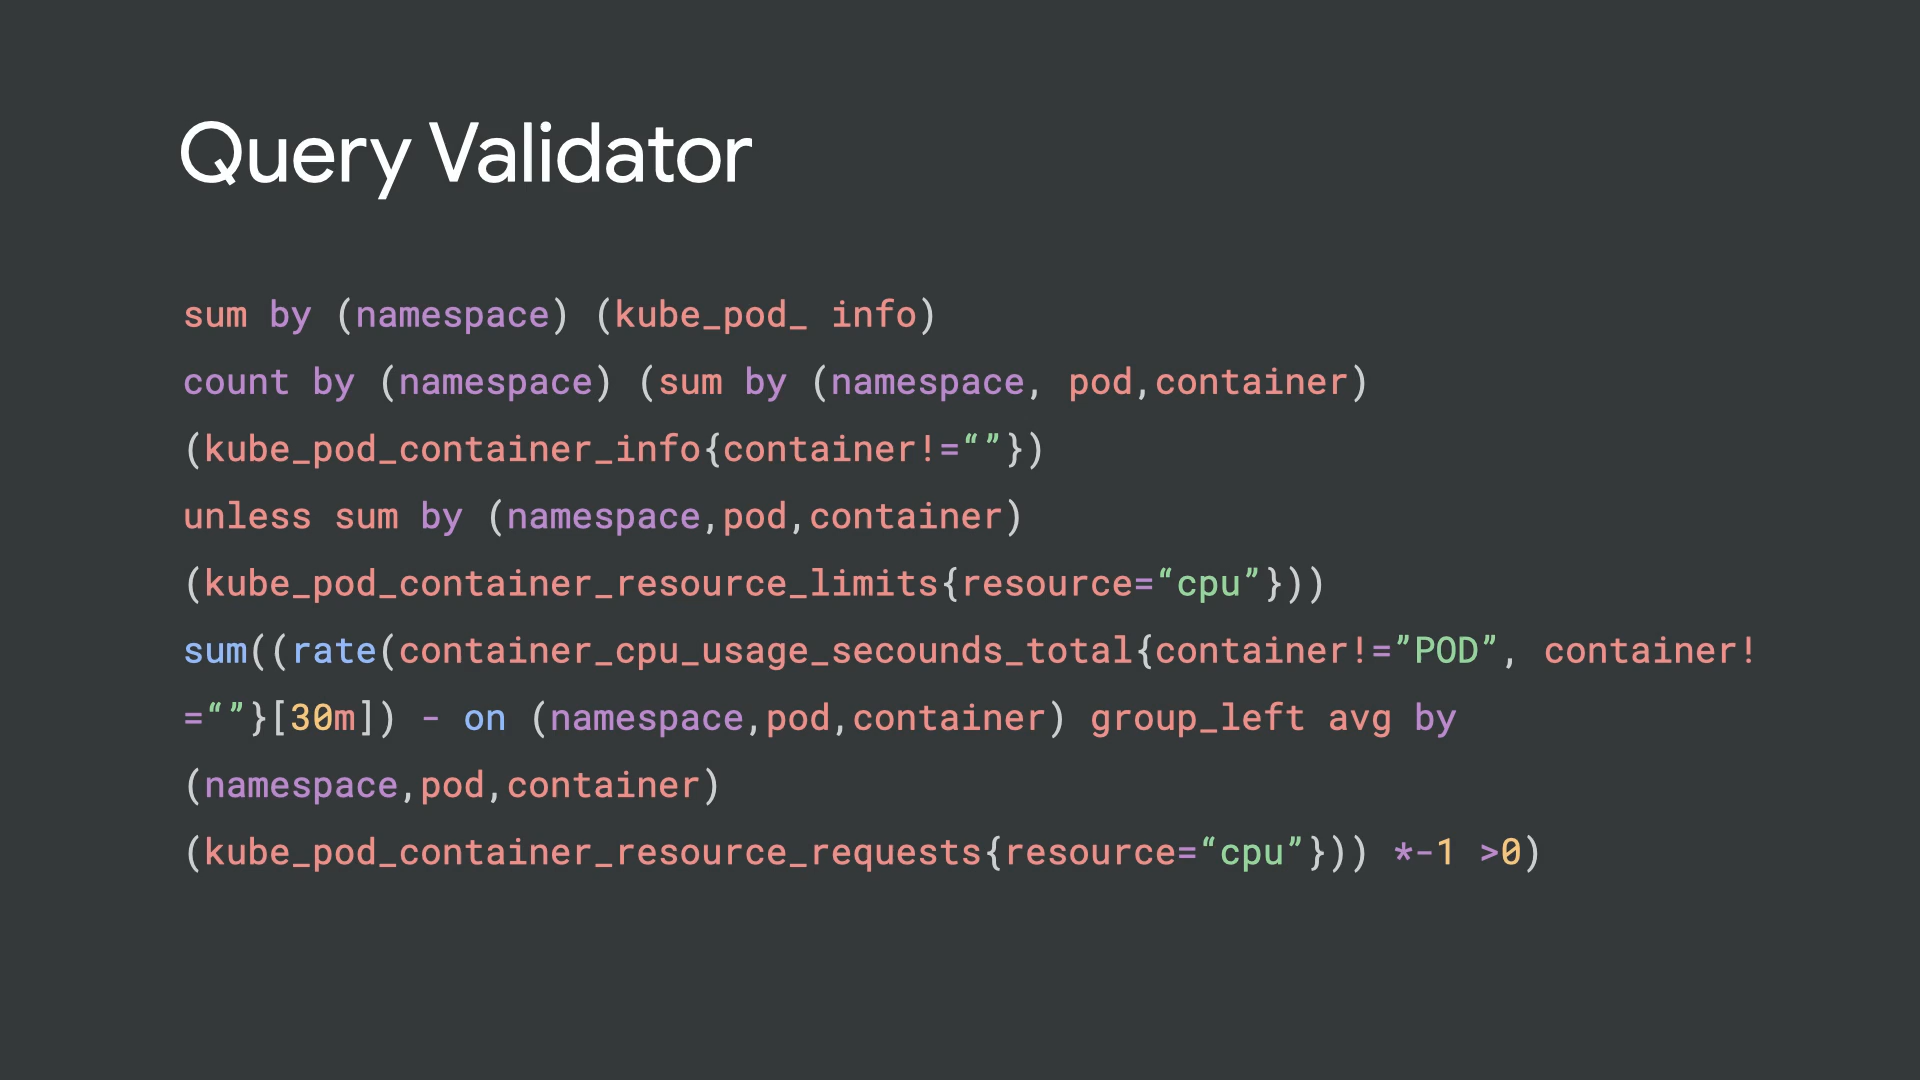 Query Validator
sum by (namespace) (kube_pod_ info)
count by (namespace) (sum by (namespace, pod,container)
(kube_pod_container_info{container!=“”})
unless sum by (namespace,pod,container)
(kube_pod_container_resource_limits{resource=“cpu”}))
sum((rate(container_cpu_usage_secounds_total{container!=”POD”, container!
=“”}[30m]) - on (namespace,pod,container) group_left avg by
(namespace,pod,container)
(kube_pod_container_resource_requests{resource=“cpu”})) *-1 >0)